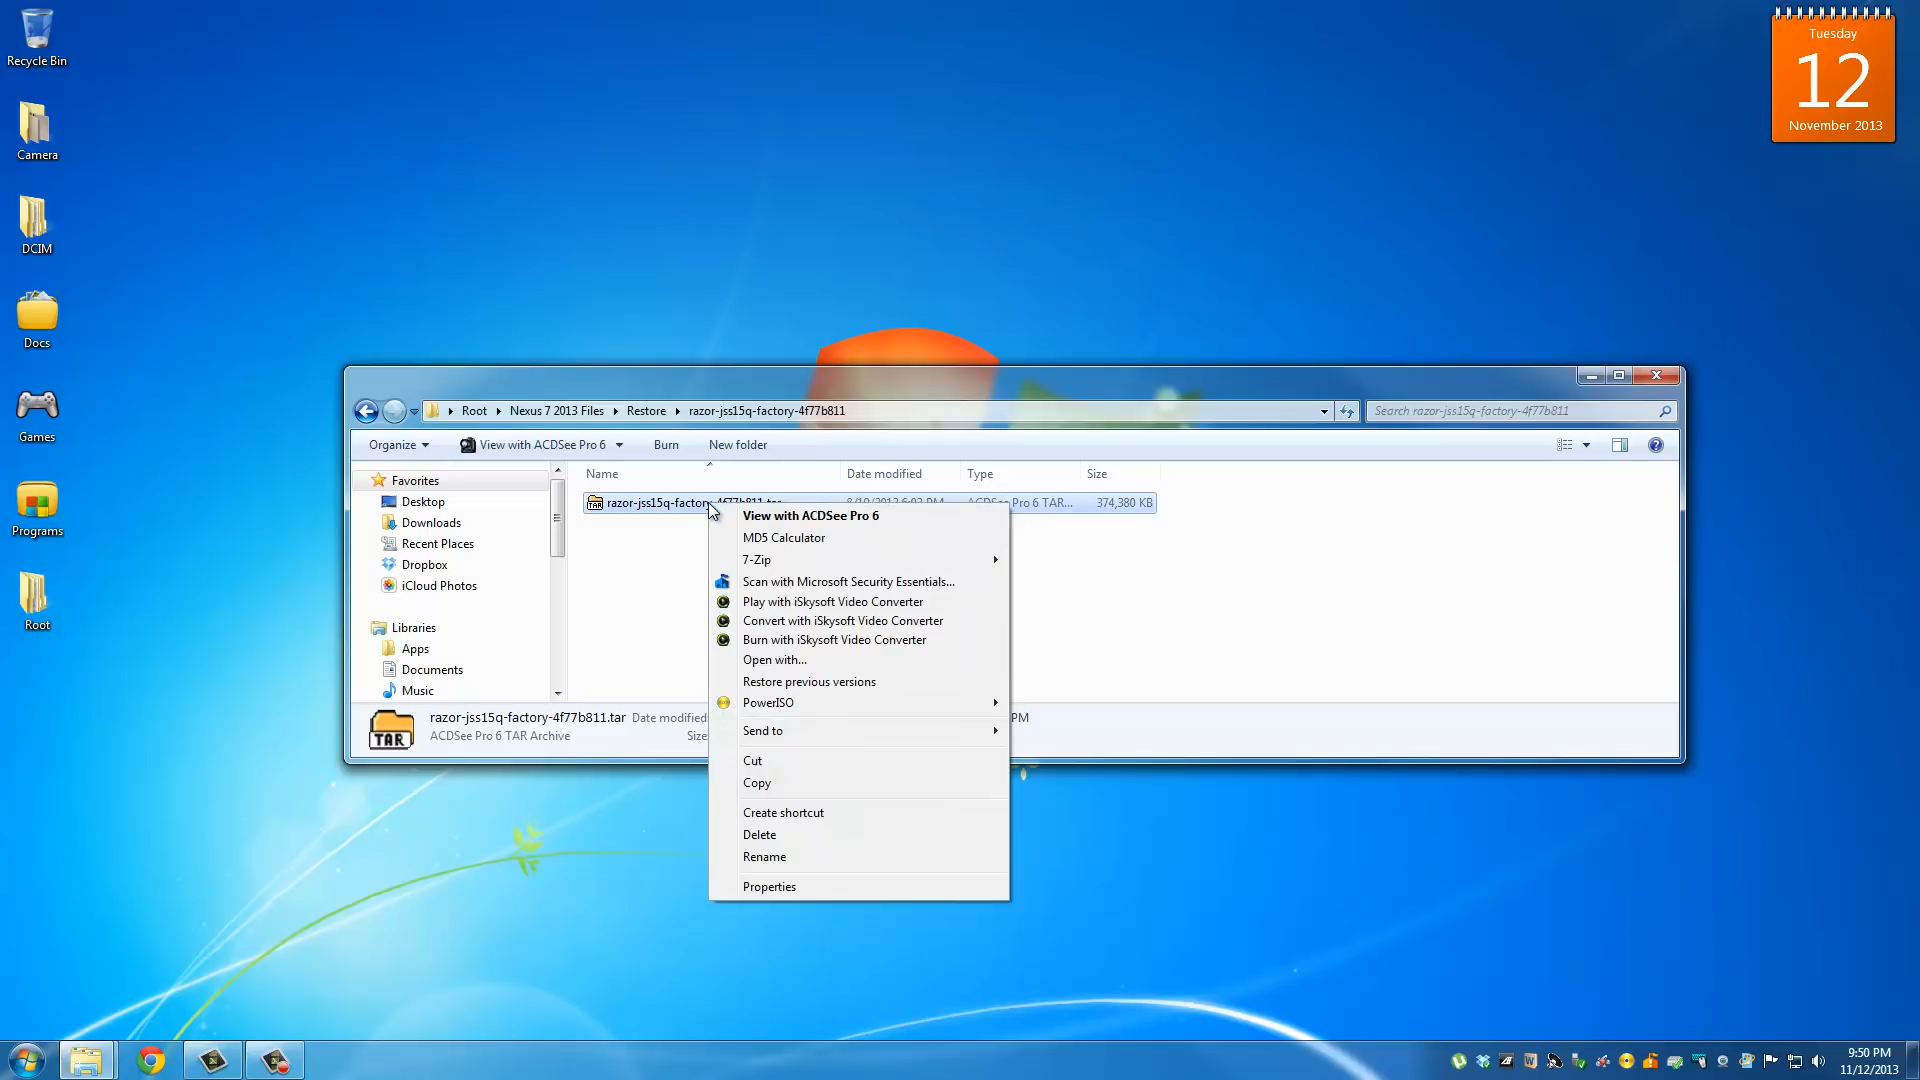 Recycle Bin
Camera
DCIM
Docs
Games
Programs
Root
Tuesday
12
November 2013
Root
Nexus 7 2013 Files
Restore
razor-jss15q-factory-4f77b811
Search razor-jss15q-factory-4f77b811
Organize
View with ACDSee Pro 6
Burn
New folder
Name
Date modified
Type
Size
Favorites
Desktop
Downloads
Recent Places
Dropbox
iCloud Photos
Libraries
Apps
Documents
Music
razor-jss15q-factory-4f77b811.tar 8/19/2013 6:03 PM ACDSee Pro 6 TAR... 374,380 KB
View with ACDSee Pro 6
MD5 Calculator
7-Zip
Scan with Microsoft Security Essentials...
Play with iSkysoft Video Converter
Convert with iSkysoft Video Converter
Burn with iSkysoft Video Converter
Open with...
Restore previous versions
PowerISO
Send to
Cut
Copy
Create shortcut
Delete
Rename
Properties
TAR
razor-jss15q-factory-4f77b811.tar Date modified PM
ACDSee Pro 6 TAR Archive Size
9:50 PM
11/12/2013